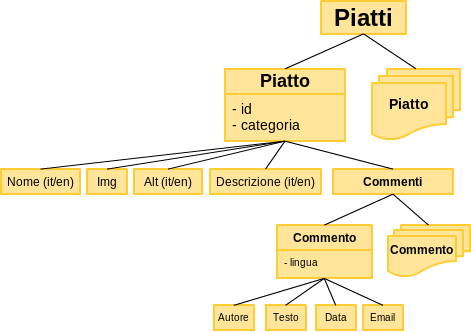 Piatti
Piatto
- id
- categoria
Piatto
Nome (it/en)
Img
Alt (it/en)
Descrizione (it/en)
Commenti
Commento
- lingua
Commento
Autore
Testo
Data
Email